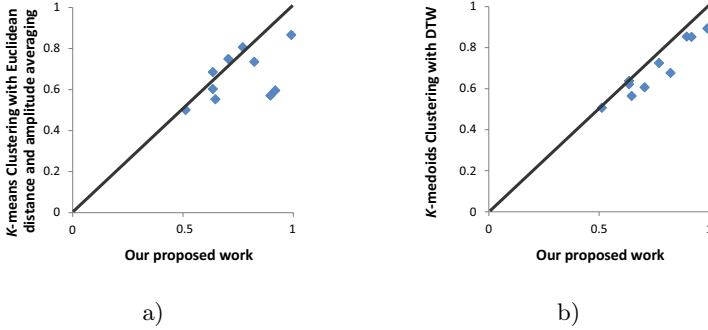 K-means Clustering with Euclidean
distance and amplitude averaging
1
0.8
0.6
0.4
0.2
0
0
0.5
1
Our proposed work
a)
K-medoids Clustering with DTW
1
0.8
0.6
0.4
0.2
0
0
0.5
1
Our proposed work
b)